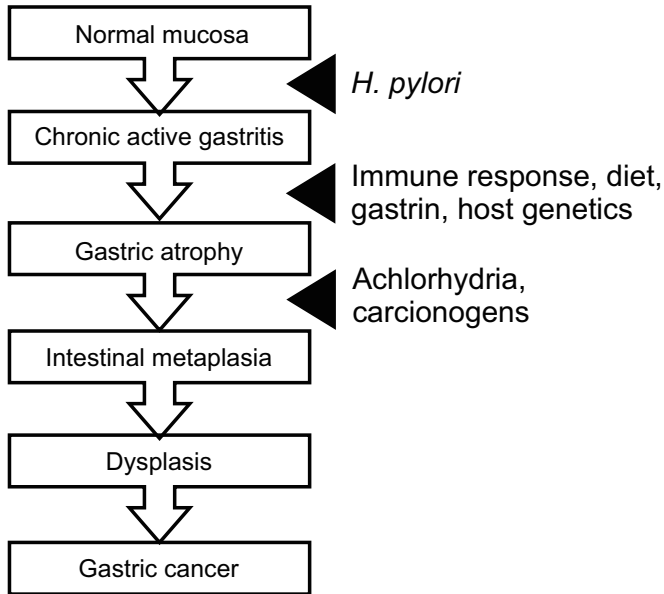 Normal mucosa
H. pylori
Chronic active gastritis
Immune response, diet,
gastrin, host genetics
Gastric atrophy
Achlorhydria,
carcionogens
Intestinal metaplasia
Dysplasis
Gastric cancer